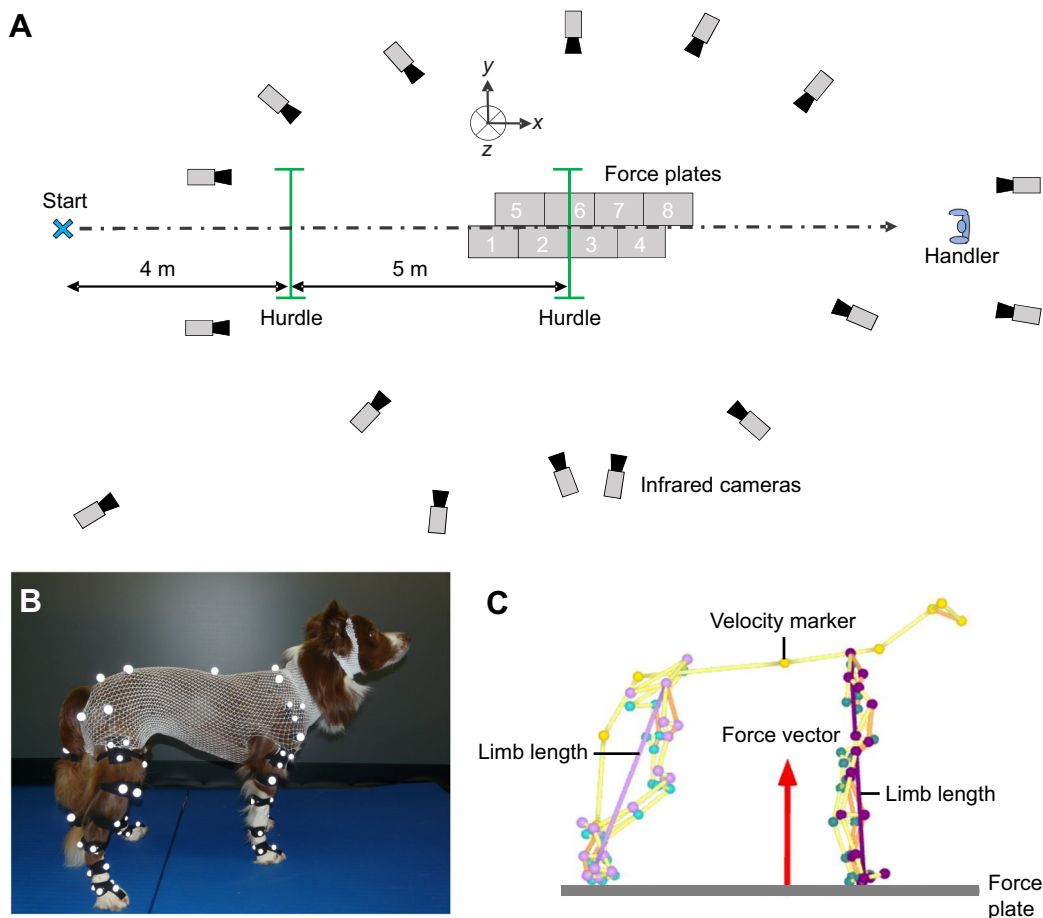 A
y
x
z
Force plates
Start
5 6 7 8
1 2 3 4
Handler
4 m
5 m
Hurdle
Hurdle
Infrared cameras
B
C
Velocity marker
Force vector
Limb length
Limb length
Force
plate